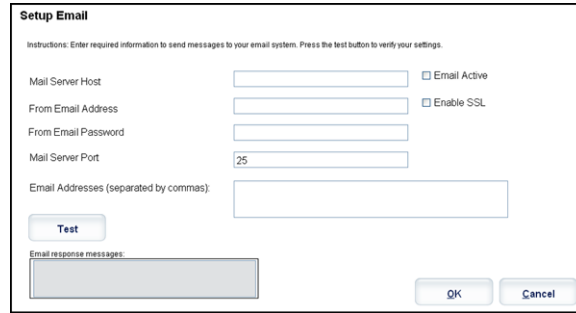 Setup Email
Instructions: Enter required information to send messages to your email system. Press the test button to verify your settings.
Mail Server Host
Email Active
From Email Address
Enable SSL
From Email Password
Mail Server Port
25
Email Addresses (separated by commas):
Test
Email response messages:
OK
Cancel